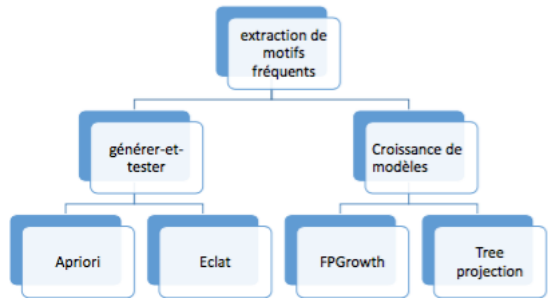 extraction de
motifs
fréquents
générer-et-
tester
Croissance de
modèles
Apriori
Eclat
FPGrowth
Tree
projection